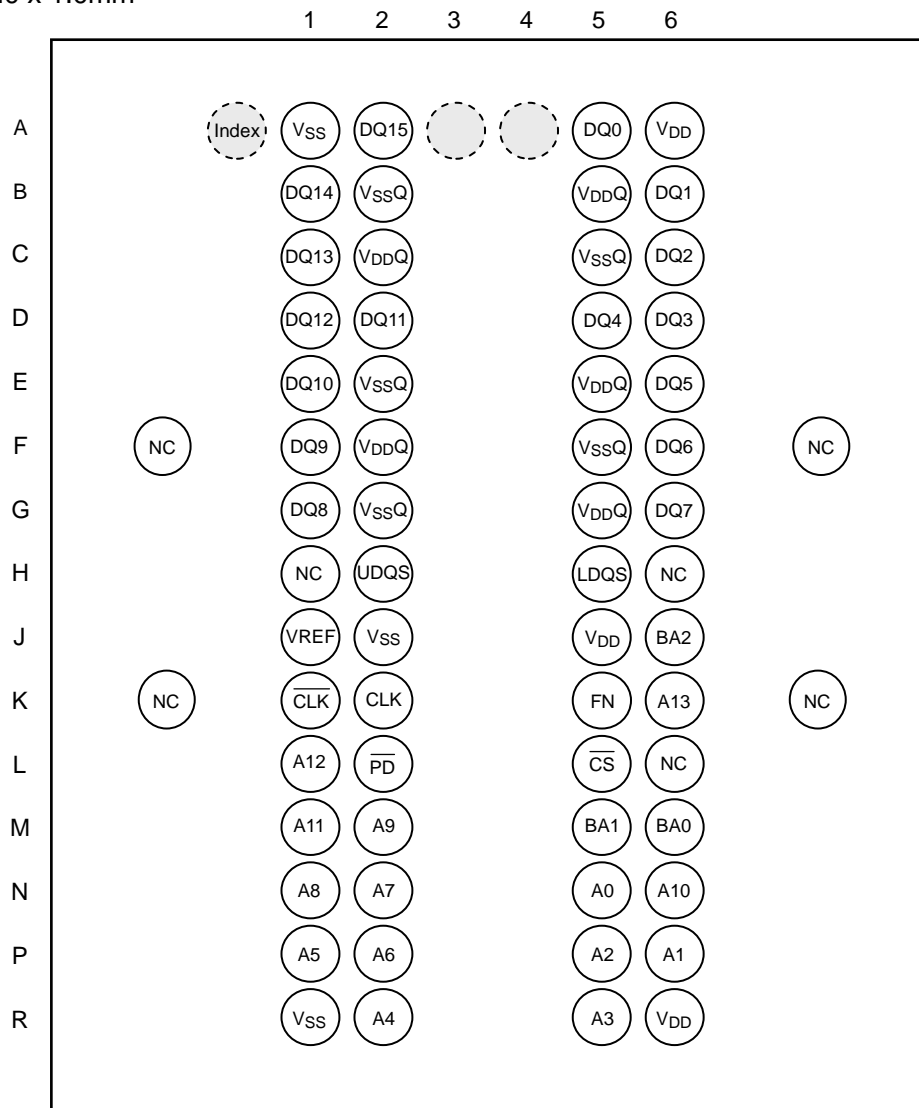 1 2 3 4 5 6
A Index VSS DQ15 DQ0 VDD
B DQ14 VSSQ VDDQ DQ1
C DQ13 VDDQ VSSQ DQ2
D DQ12 DQ11 DQ4 DQ3
E DQ10 VSSQ VDDQ DQ5
F NC DQ9 VDDQ VSSQ DQ6 NC
G DQ8 VSSQ VDDQ DQ7
H NC UDQS LDQS NC
J VREF VSS VDD BA2
K NC C̅L̅K̅ CLK FN A13 NC
L A12 P̅D̅ C̅S̅ NC
M A11 A9 BA1 BA0
N A8 A7 A0 A10
P A5 A6 A2 A1
R VSS A4 A3 VDD